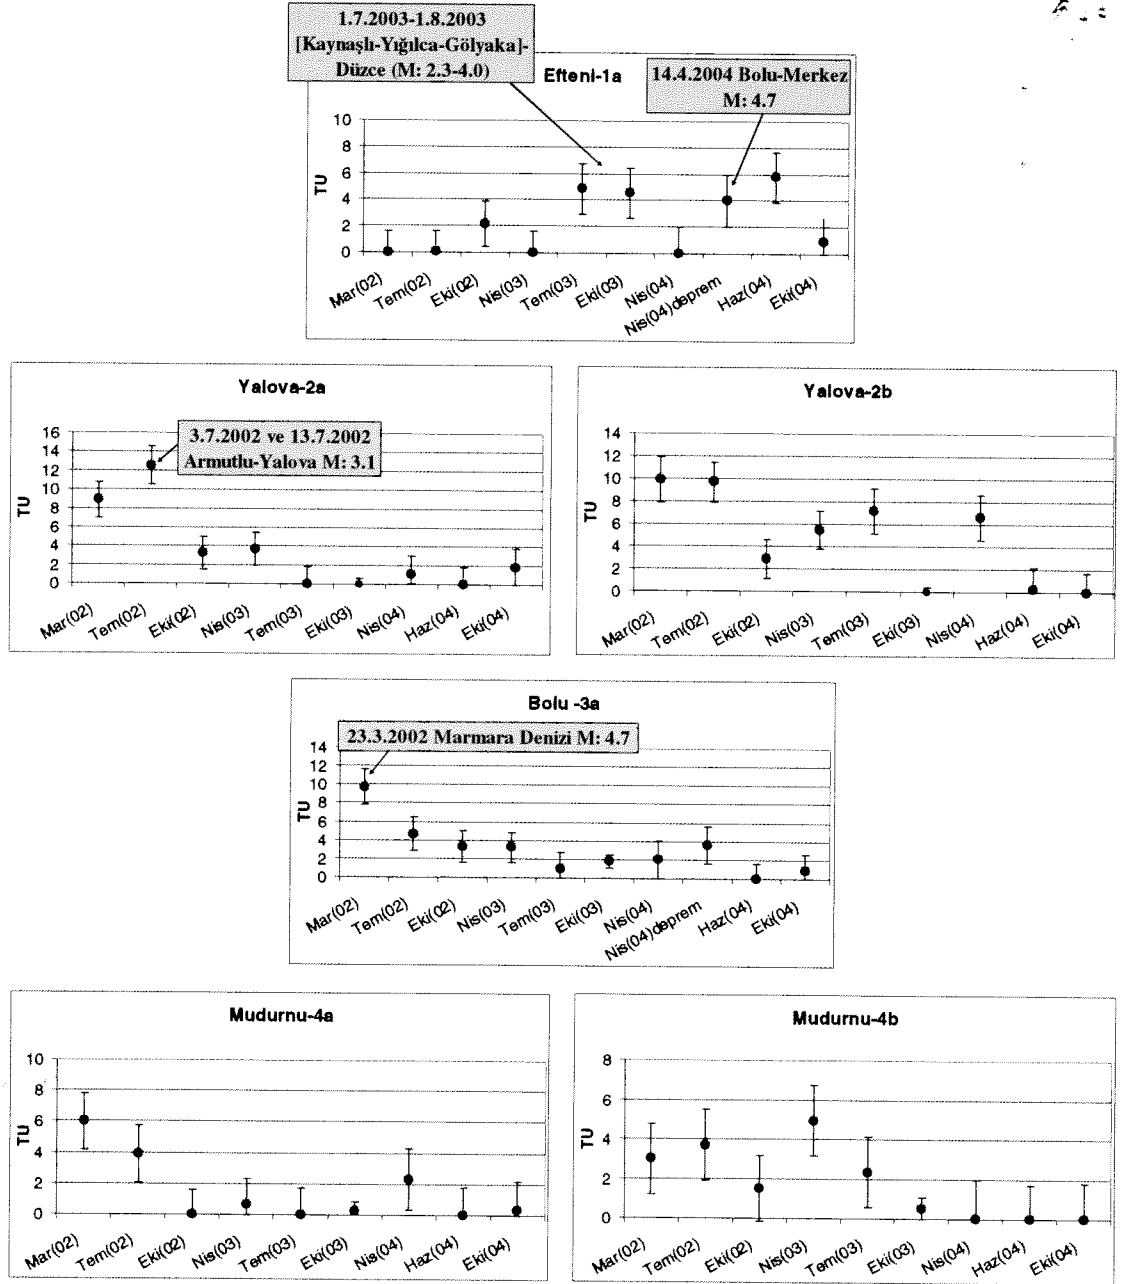 1.7.2003-1.8.2003
[Kaynaşlı-Yığılca-Gölyaka]-
Düzce (M: 2.3-4.0)
Efteni-1a
14.4.2004 Bolu-Merkez
M: 4.7
TU
10
8
6
4
2
0
Mar(02)
Tem(02)
Eki(02)
Nis(03)
Tem(03)
Eki(03)
Nis(04)
Nis(04)deprem
Haz(04)
Eki(04)
Yalova-2a
3.7.2002 ve 13.7.2002
Armutlu-Yalova M: 3.1
TU
16
14
12
10
8
6
4
2
0
Mar(02)
Tem(02)
Eki(02)
Nis(03)
Tem(03)
Eki(03)
Nis(04)
Haz(04)
Eki(04)
Yalova-2b
TU
14
12
10
8
6
4
2
0
Mar(02)
Tem(02)
Eki(02)
Nis(03)
Tem(03)
Eki(03)
Nis(04)
Haz(04)
Eki(04)
Bolu -3a
23.3.2002 Marmara Denizi M: 4.7
TU
14
12
10
8
6
4
2
0
Mar(02)
Tem(02)
Eki(02)
Nis(03)
Tem(03)
Eki(03)
Nis(04)
Nis(04)deprem
Haz(04)
Eki(04)
Mudurnu-4a
TU
10
8
6
4
2
0
Mar(02)
Tem(02)
Eki(02)
Nis(03)
Tem(03)
Eki(03)
Nis(04)
Haz(04)
Eki(04)
Mudurnu-4b
TU
8
6
4
2
0
Mar(02)
Tem(02)
Eki(02)
Nis(03)
Tem(03)
Eki(03)
Nis(04)
Haz(04)
Eki(04)